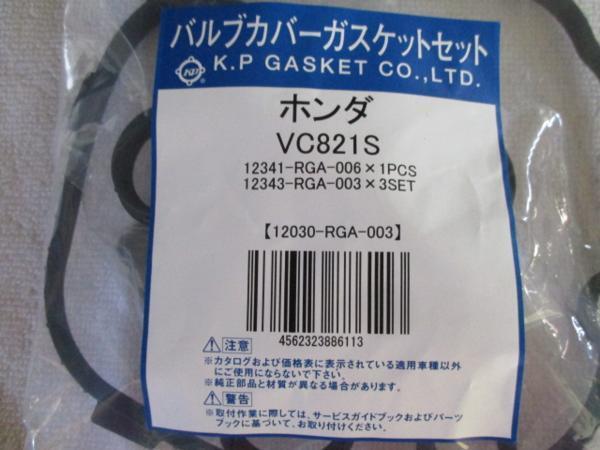 バルブカバーガスケットセット
KP K.P GASKET CO.,LTD.
ホンダ
VC821S
12341-RGA-006×1PCS
12343-RGA-003×3SET
【12030-RGA-003】
4562323886113
⚠注意
※カタログおよび価格表に表示されている適用車種以外
にご使用にならないで下さい。
※純正部品と材質が異なる場合があります。
⚠警告
※取付作業に際しては、サービスガイドブックおよびパーツ
ブックに基づいて、お取り付けください。